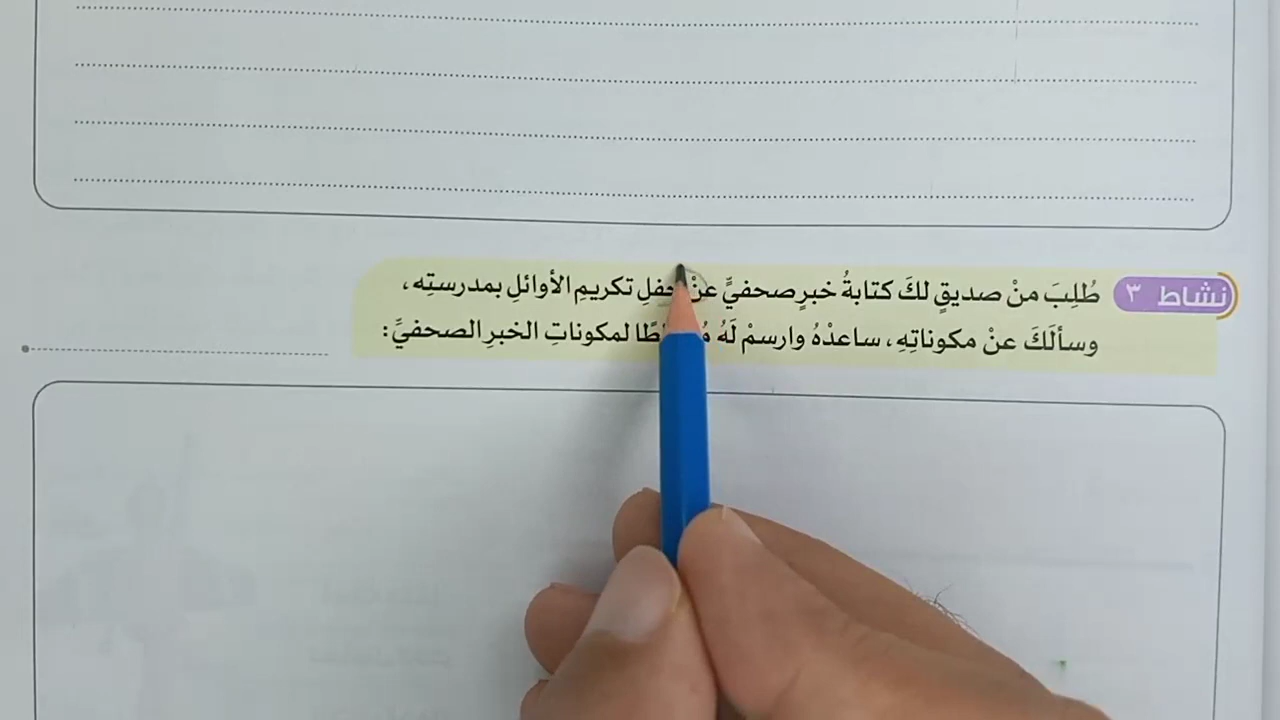 نشاط ٣
طُلِبَ منْ صديقٍ لكَ كتابةُ خبرٍ صحفيٍّ عنْ حفلِ تكريمِ الأوائلِ بمدرستِه،
وسألَكَ عنْ مكوناتِهِ، ساعدْهُ وارسمْ لَهُ لمكوناتِ الخبرِ الصحفيِّ: